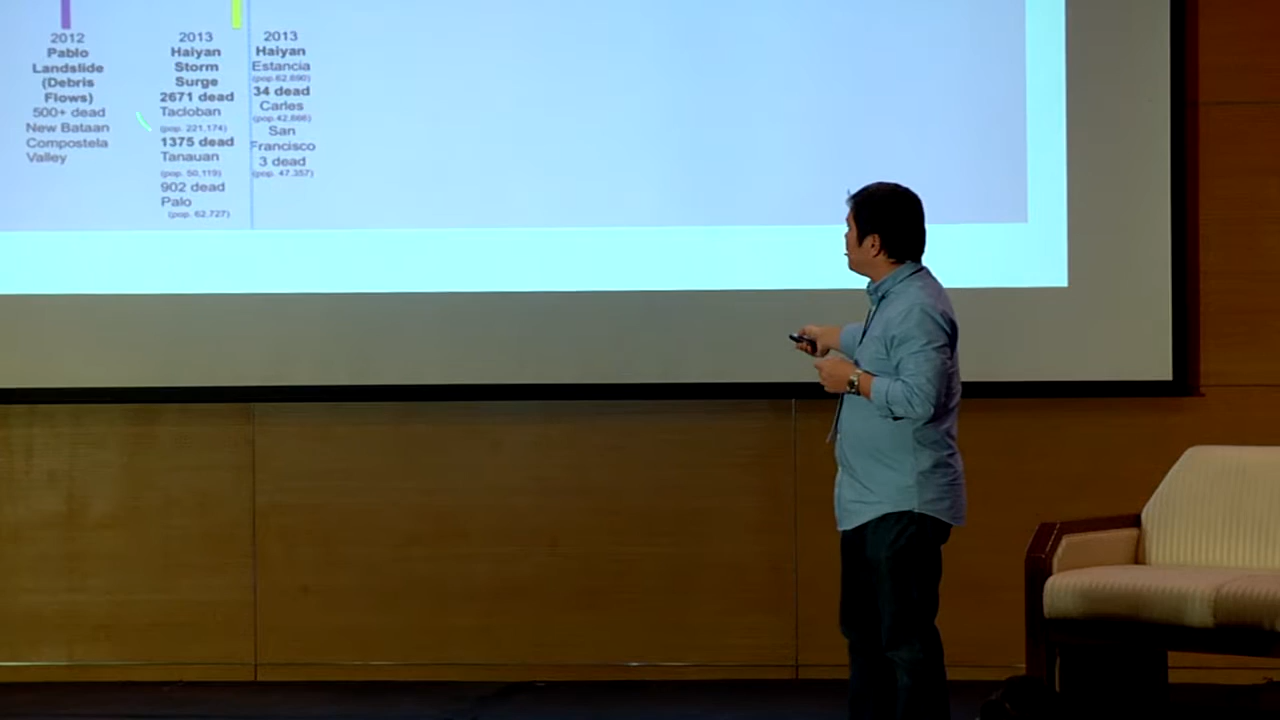 2012
Pablo
Landslide
(Debris
Flows)
500+ dead
New Bataan
Compostela
Valley
2013
Haiyan
Storm
Surge
2671 dead
Tacloban
(pop. 221,174)
1375 dead
Tanauan
(pop. 50,119)
902 dead
Palo
(pop. 62,727)
2013
Haiyan
Estancia
(pop.62,690)
34 dead
Carles
(pop.42,666)
San
Francisco
3 dead
(pop. 47,357)